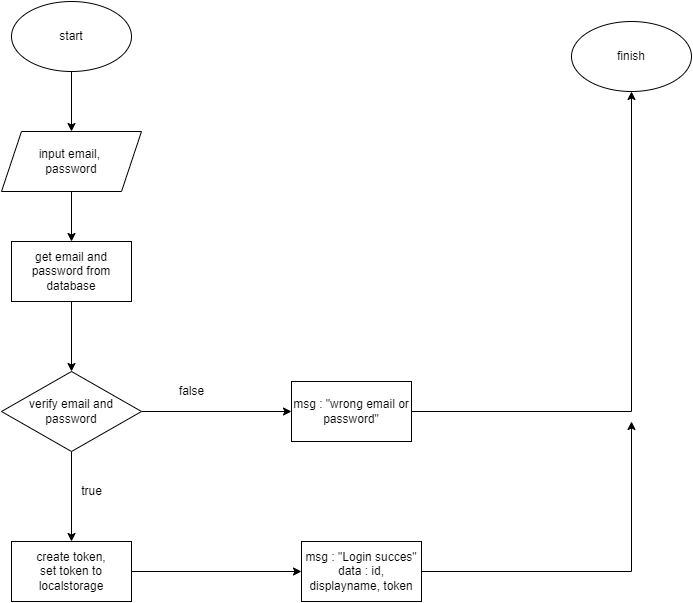 start
finish
input email,
password
get email and
password from
database
verify email and
password
false
msg : "wrong email or
password"
true
create token,
set token to
localstorage
msg : "Login succes"
data : id,
displayname, token